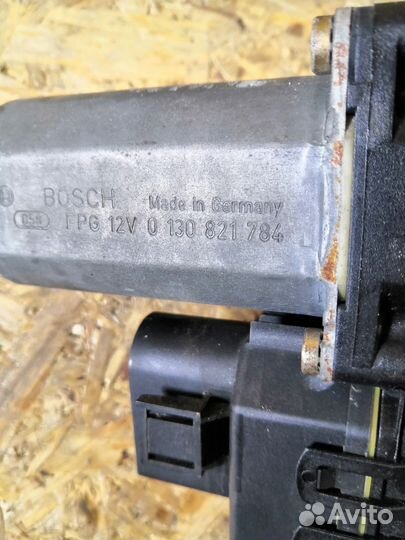 BOSCH Made in Germany
FPG 12V 0 130 821 784
Avito